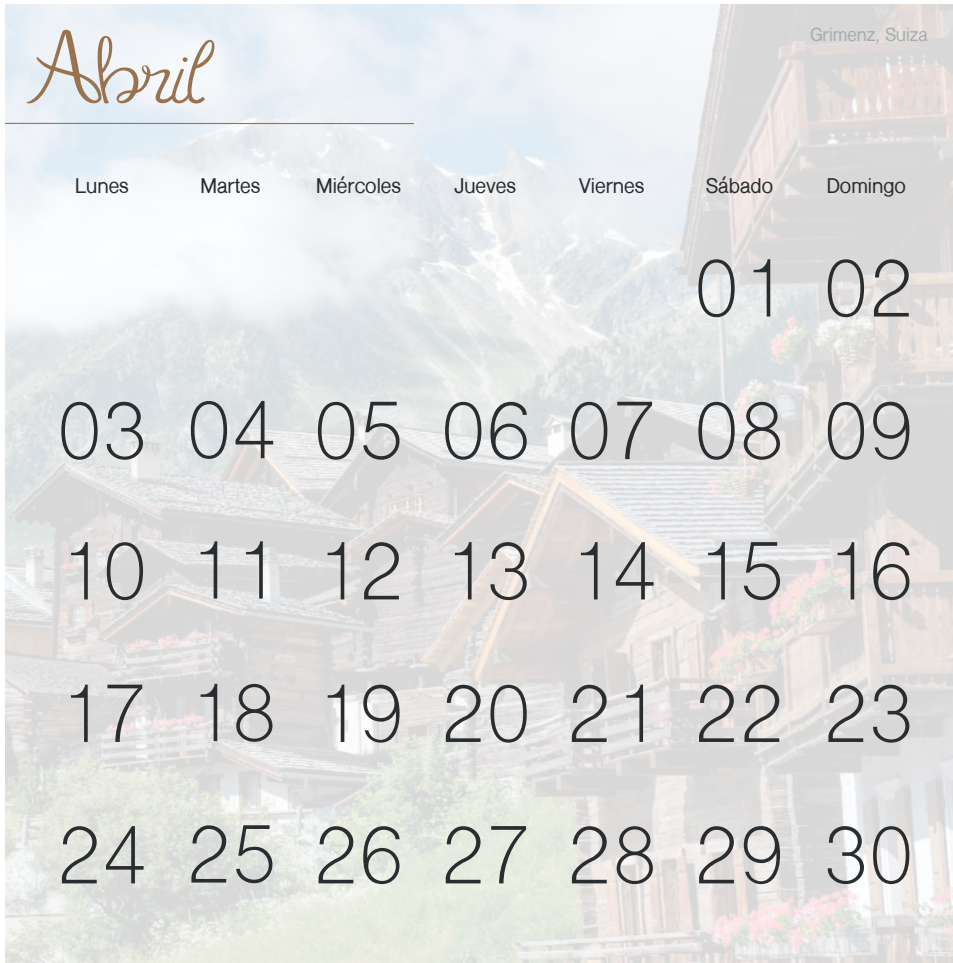 Abril
Grimenz, Suiza
Lunes Martes Miércoles Jueves Viernes Sábado Domingo
01 02
03 04 05 06 07 08 09
10 11 12 13 14 15 16
17 18 19 20 21 22 23
24 25 26 27 28 29 30